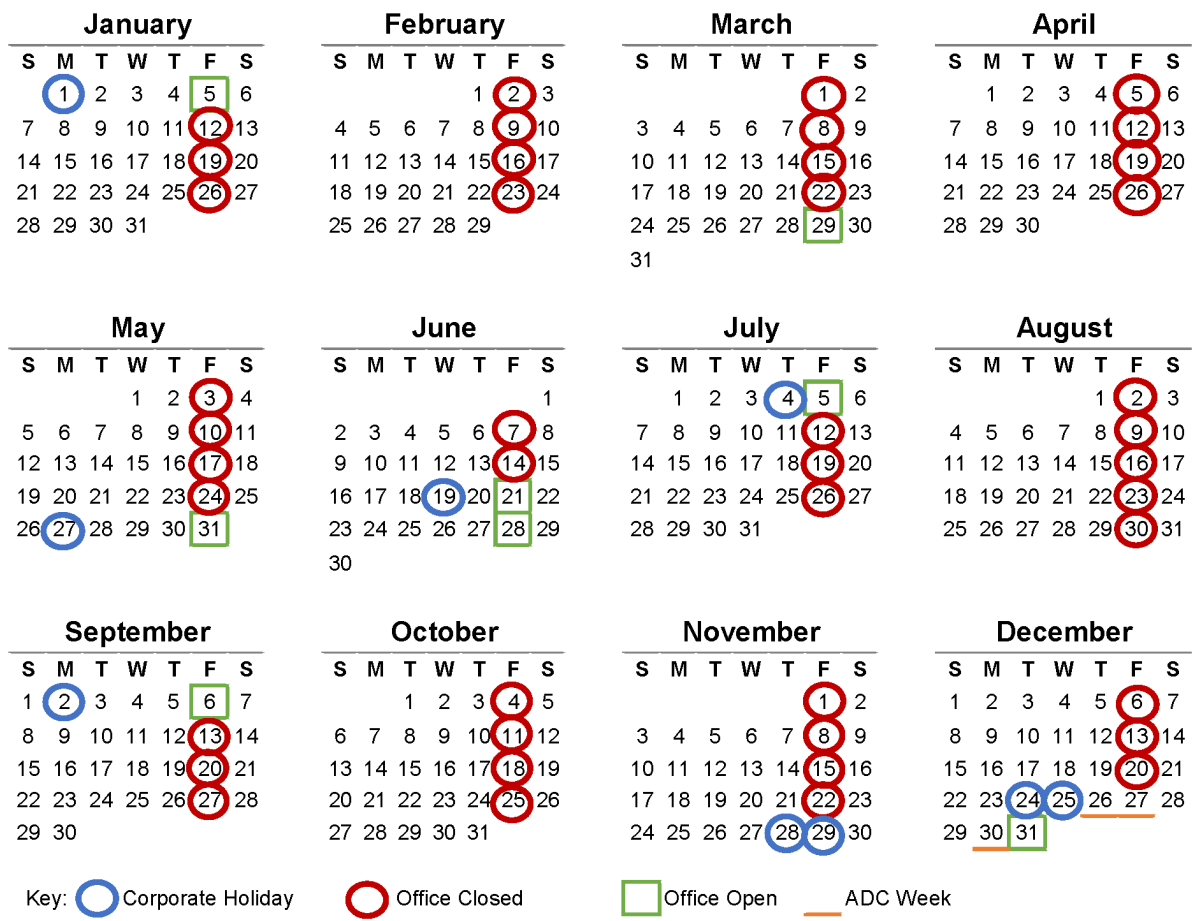 January February March April
S M T W T F S S M T W T F S S M T W T F S S M T W T F S
1 2 3 4 5 6 1 2 3 1 2 1 2 3 4 5 6
7 8 9 10 11 12 13 4 5 6 7 8 9 10 3 4 5 6 7 8 9 7 8 9 10 11 12 13
14 15 16 17 18 19 20 11 12 13 14 15 16 17 10 11 12 13 14 15 16 14 15 16 17 18 19 20
21 22 23 24 25 26 27 18 19 20 21 22 23 24 17 18 19 20 21 22 23 21 22 23 24 25 26 27
28 29 30 31 25 26 27 28 29 24 25 26 27 28 29 30 28 29 30
31
May June July August
S M T W T F S S M T W T F S S M T W T F S S M T W T F S
1 2 3 4 1 1 2 3 4 5 6 1 2 3
5 6 7 8 9 10 11 2 3 4 5 6 7 8 7 8 9 10 11 12 13 4 5 6 7 8 9 10
12 13 14 15 16 17 18 9 10 11 12 13 14 15 14 15 16 17 18 19 20 11 12 13 14 15 16 17
19 20 21 22 23 24 25 16 17 18 19 20 21 22 21 22 23 24 25 26 27 18 19 20 21 22 23 24
26 27 28 29 30 31 23 24 25 26 27 28 29 28 29 30 31 25 26 27 28 29 30 31
30
September October November December
S M T W T F S S M T W T F S S M T W T F S S M T W T F S
1 2 3 4 5 6 7 1 2 3 4 5 1 2 1 2 3 4 5 6 7
8 9 10 11 12 13 14 6 7 8 9 10 11 12 3 4 5 6 7 8 9 8 9 10 11 12 13 14
15 16 17 18 19 20 21 13 14 15 16 17 18 19 10 11 12 13 14 15 16 15 16 17 18 19 20 21
22 23 24 25 26 27 28 20 21 22 23 24 25 26 17 18 19 20 21 22 23 22 23 24 25 26 27 28
29 30 27 28 29 30 31 24 25 26 27 28 29 30 29 30 31
Key: Corporate Holiday Office Closed Office Open ADC Week